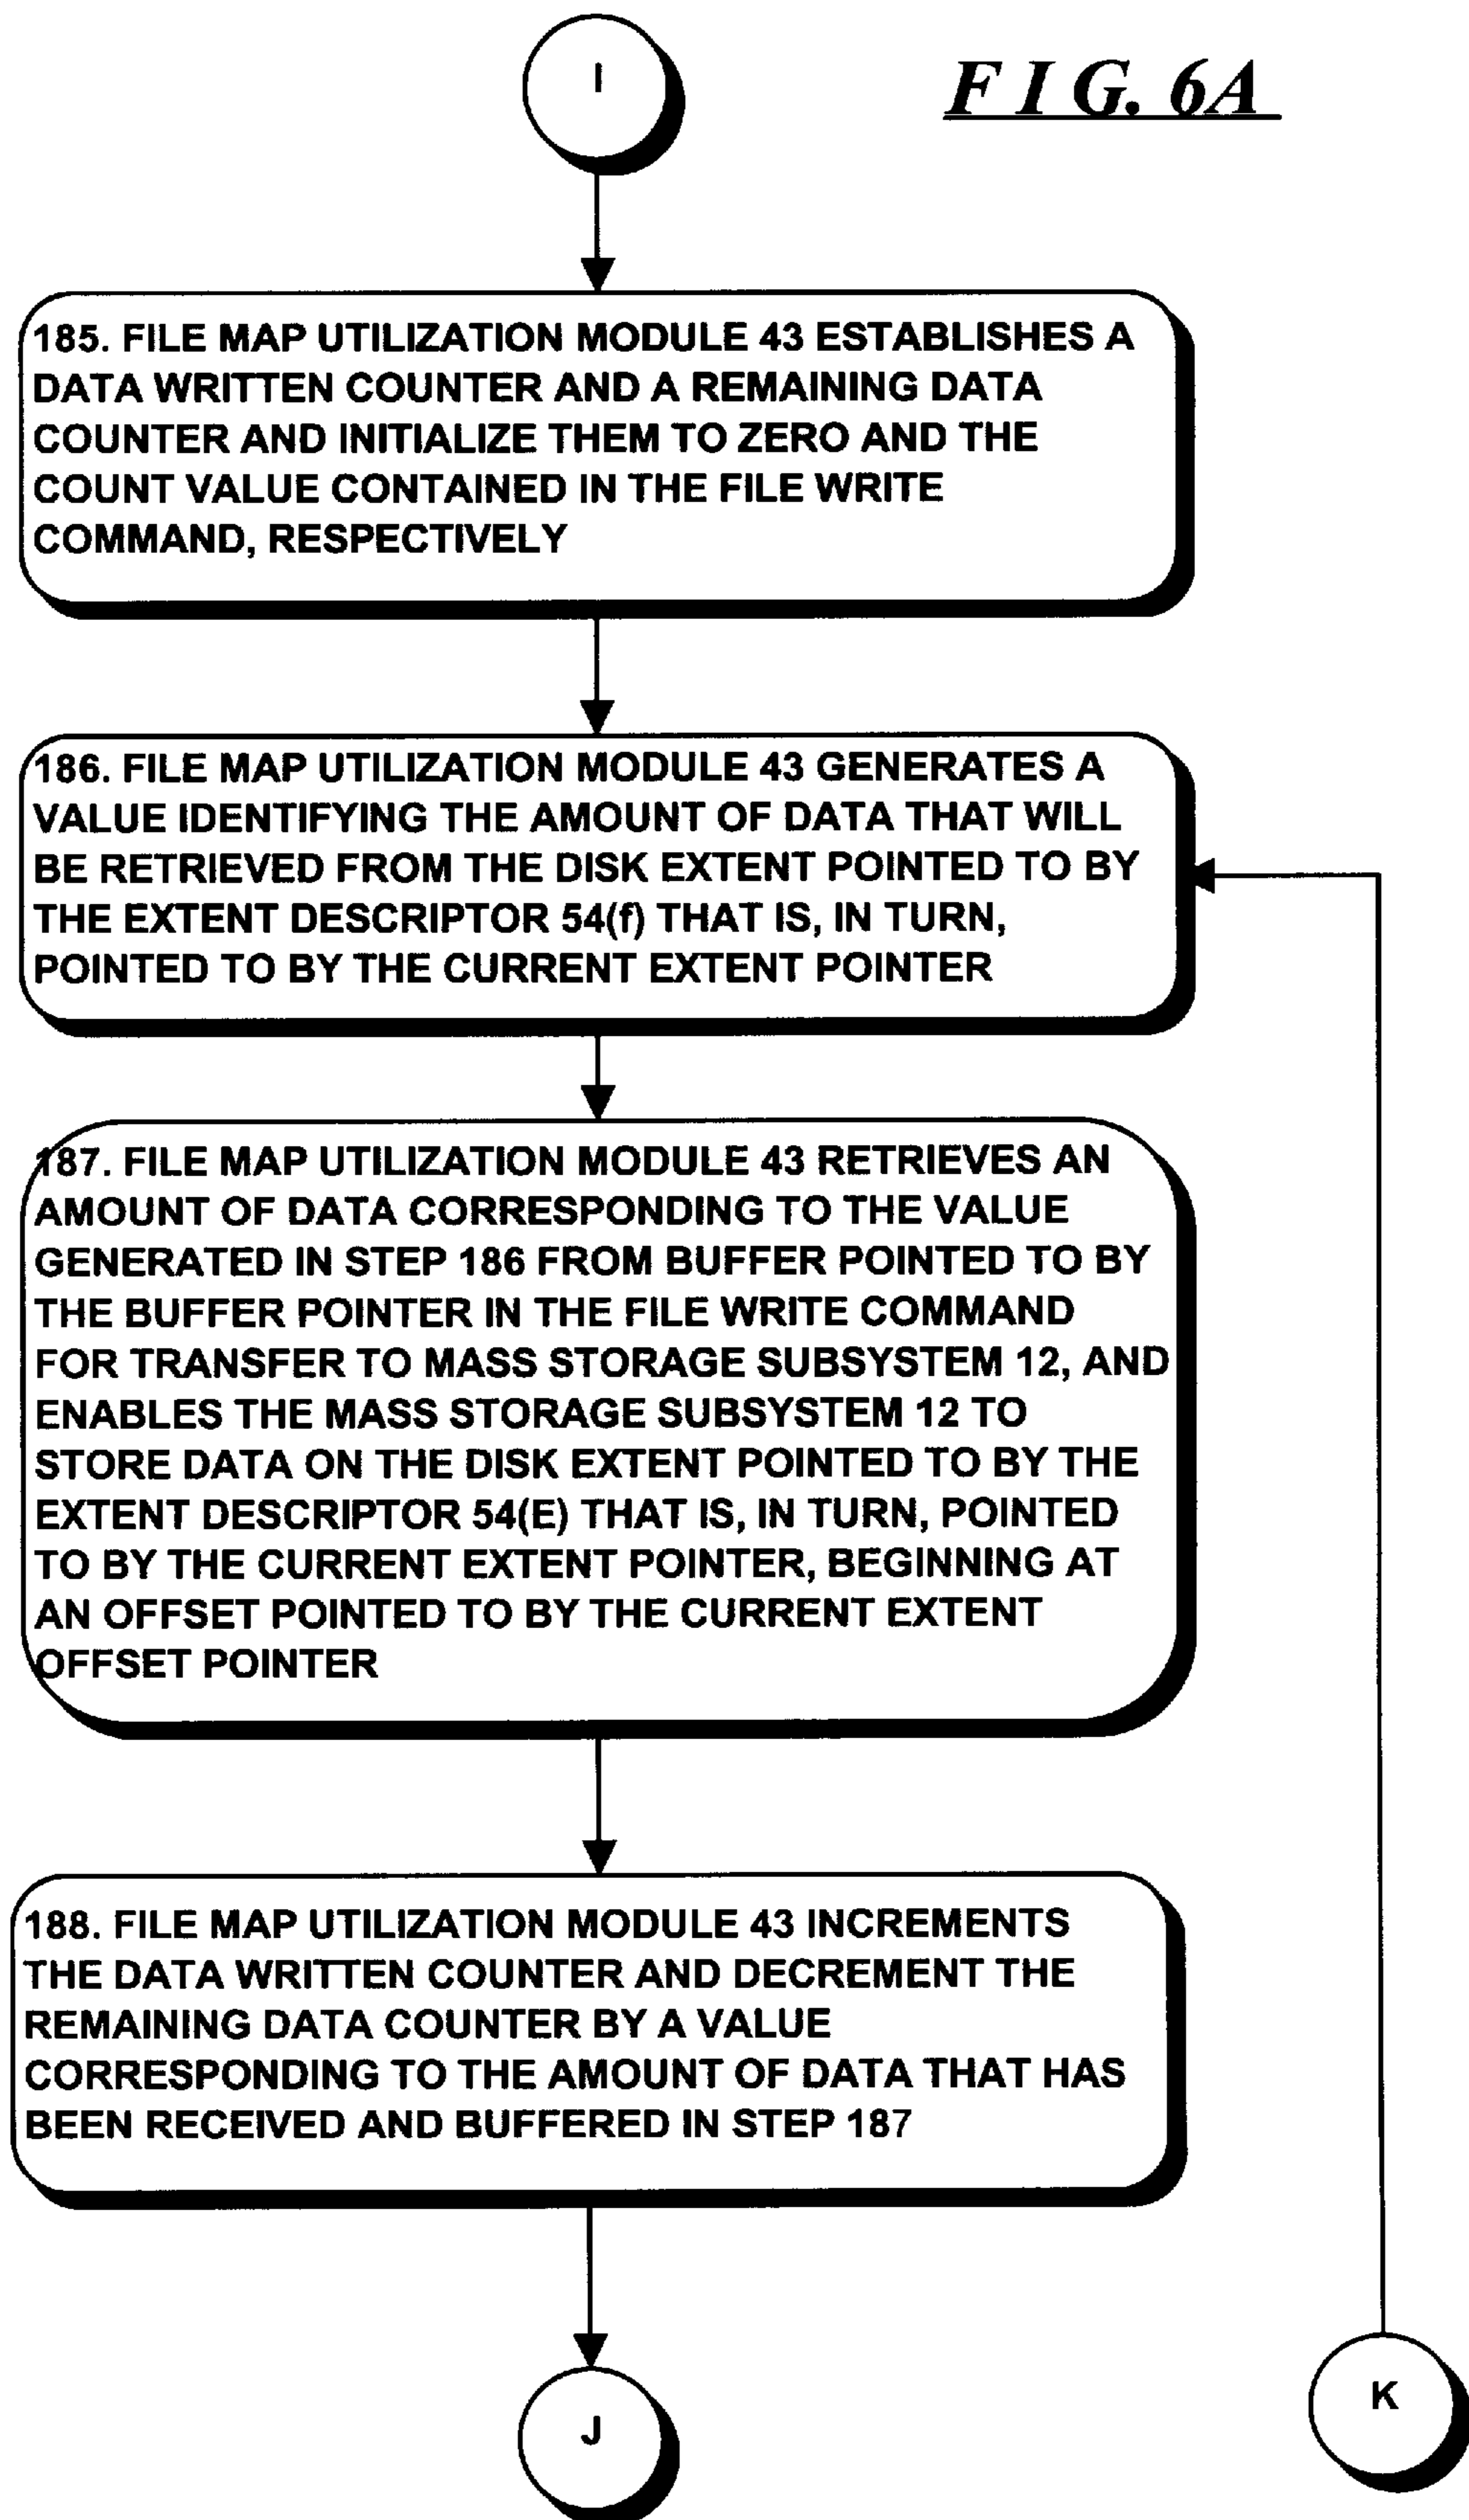 I
FIG. 6A
185. FILE MAP UTILIZATION MODULE 43 ESTABLISHES A
DATA WRITTEN COUNTER AND A REMAINING DATA
COUNTER AND INITIALIZE THEM TO ZERO AND THE
COUNT VALUE CONTAINED IN THE FILE WRITE
COMMAND, RESPECTIVELY
186. FILE MAP UTILIZATION MODULE 43 GENERATES A
VALUE IDENTIFYING THE AMOUNT OF DATA THAT WILL
BE RETRIEVED FROM THE DISK EXTENT POINTED TO BY
THE EXTENT DESCRIPTOR 54(f) THAT IS, IN TURN,
POINTED TO BY THE CURRENT EXTENT POINTER
187. FILE MAP UTILIZATION MODULE 43 RETRIEVES AN
AMOUNT OF DATA CORRESPONDING TO THE VALUE
GENERATED IN STEP 186 FROM BUFFER POINTED TO BY
THE BUFFER POINTER IN THE FILE WRITE COMMAND
FOR TRANSFER TO MASS STORAGE SUBSYSTEM 12, AND
ENABLES THE MASS STORAGE SUBSYSTEM 12 TO
STORE DATA ON THE DISK EXTENT POINTED TO BY THE
EXTENT DESCRIPTOR 54(E) THAT IS, IN TURN, POINTED
TO BY THE CURRENT EXTENT POINTER, BEGINNING AT
AN OFFSET POINTED TO BY THE CURRENT EXTENT
OFFSET POINTER
188. FILE MAP UTILIZATION MODULE 43 INCREMENTS
THE DATA WRITTEN COUNTER AND DECREMENT THE
REMAINING DATA COUNTER BY A VALUE
CORRESPONDING TO THE AMOUNT OF DATA THAT HAS
BEEN RECEIVED AND BUFFERED IN STEP 187
K
J